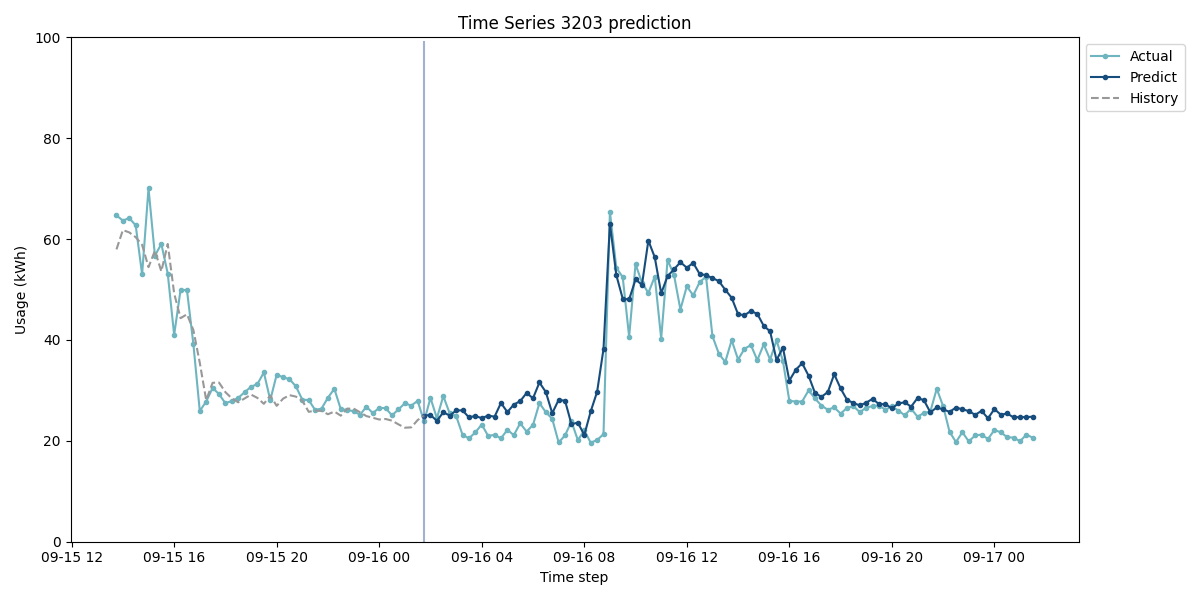 Time Series 3203 prediction
100
80
60
40
20
0
Usage (kWh)
09-15 12
09-15 16
09-15 20
09-16 00
09-16 04
09-16 08
09-16 12
09-16 16
09-16 20
09-17 00
Time step
Actual
Predict
History